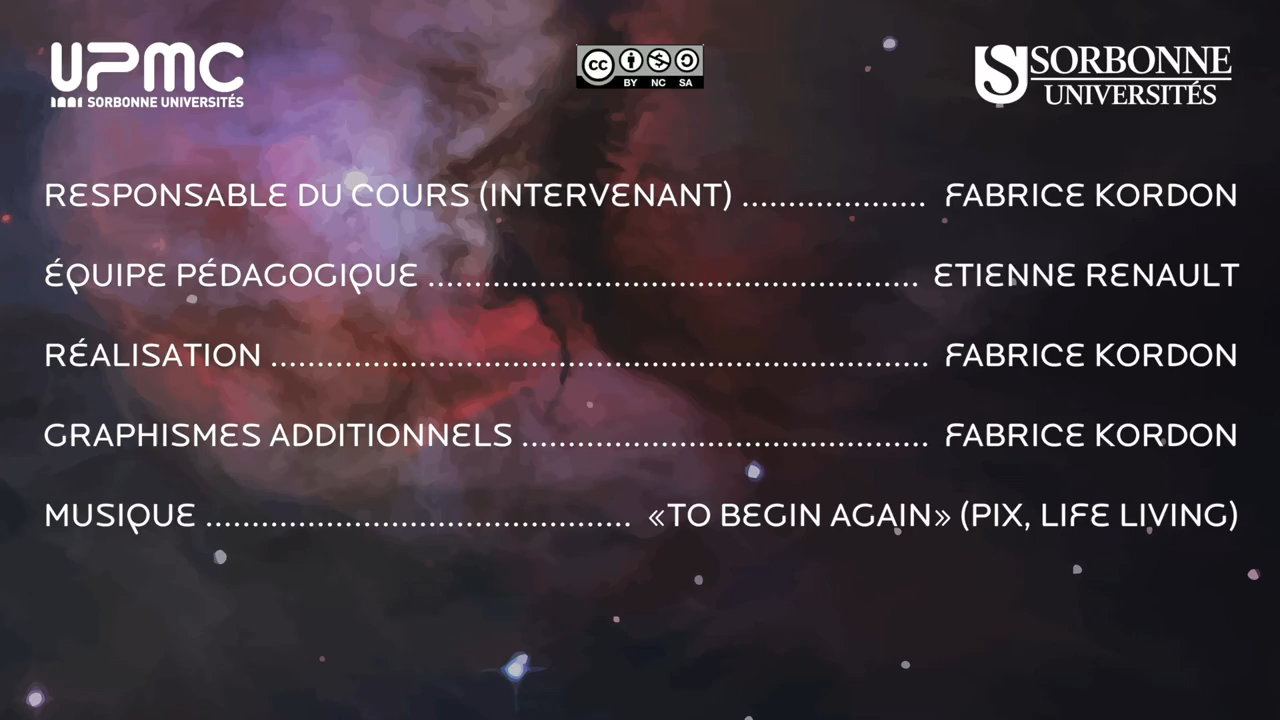 UPMC
SORBONNE UNIVERSITÉS
cc BY NC SA
SORBONNE
UNIVERSITÉS
RESPONSABLE DU COURS (INTERVENANT) .................... FABRICE KORDON
ÉQUIPE PÉDAGOGIQUE .................................................... ETIENNE RENAULT
RÉALISATION ...................................................................... FABRICE KORDON
GRAPHISMES ADDITIONNELS ........................................... FABRICE KORDON
MUSIQUE ............................................. «TO BEGIN AGAIN» (PIX, LIFE LIVING)